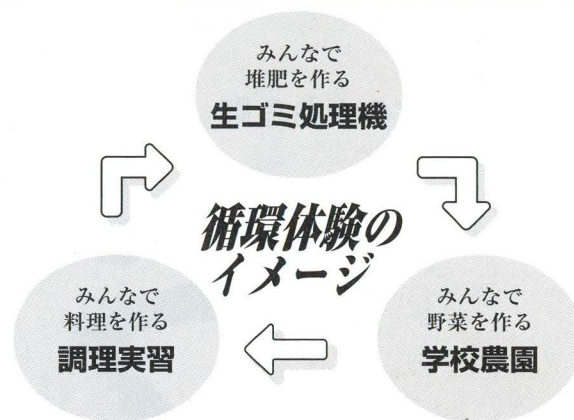 みんなで
堆肥を作る
生ゴミ処理機
循環体験の
イメージ
みんなで
料理を作る
調理実習
みんなで
野菜を作る
学校農園